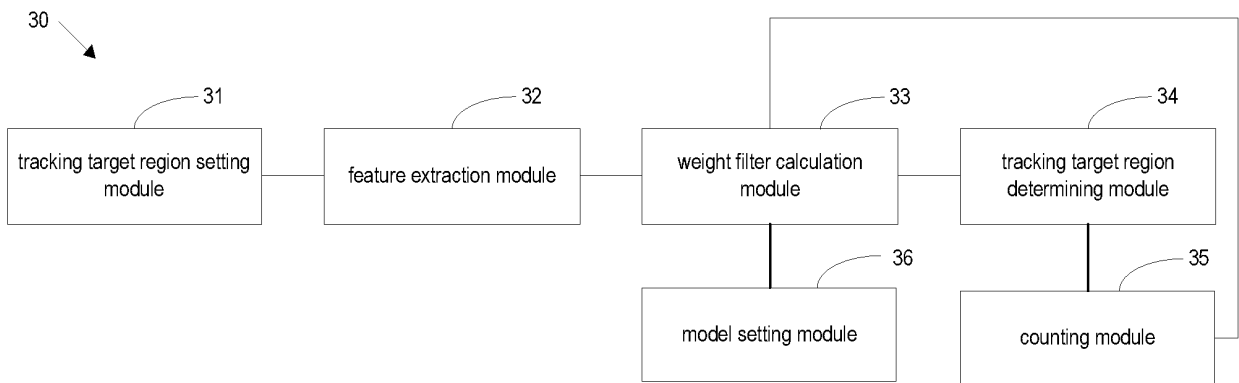 30
31
32
33
34
tracking target region setting
module
feature extraction module
weight filter calculation
module
tracking target region
determining module
36
35
model setting module
counting module